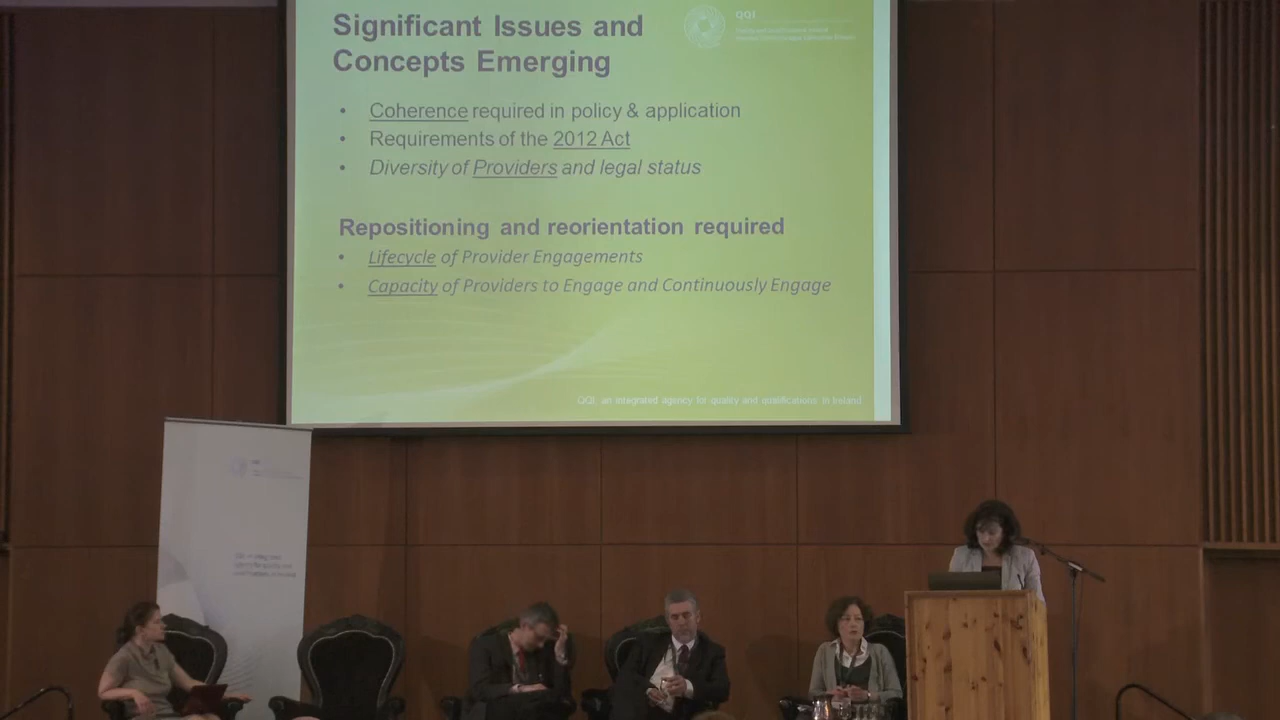 Significant Issues and
Concepts Emerging
QQI
• Coherence required in policy & application
• Requirements of the 2012 Act
• Diversity of Providers and legal status
Repositioning and reorientation required
• Lifecycle of Provider Engagements
• Capacity of Providers to Engage and Continuously Engage
QQI, an integrated agency for quality and qualifications in Ireland